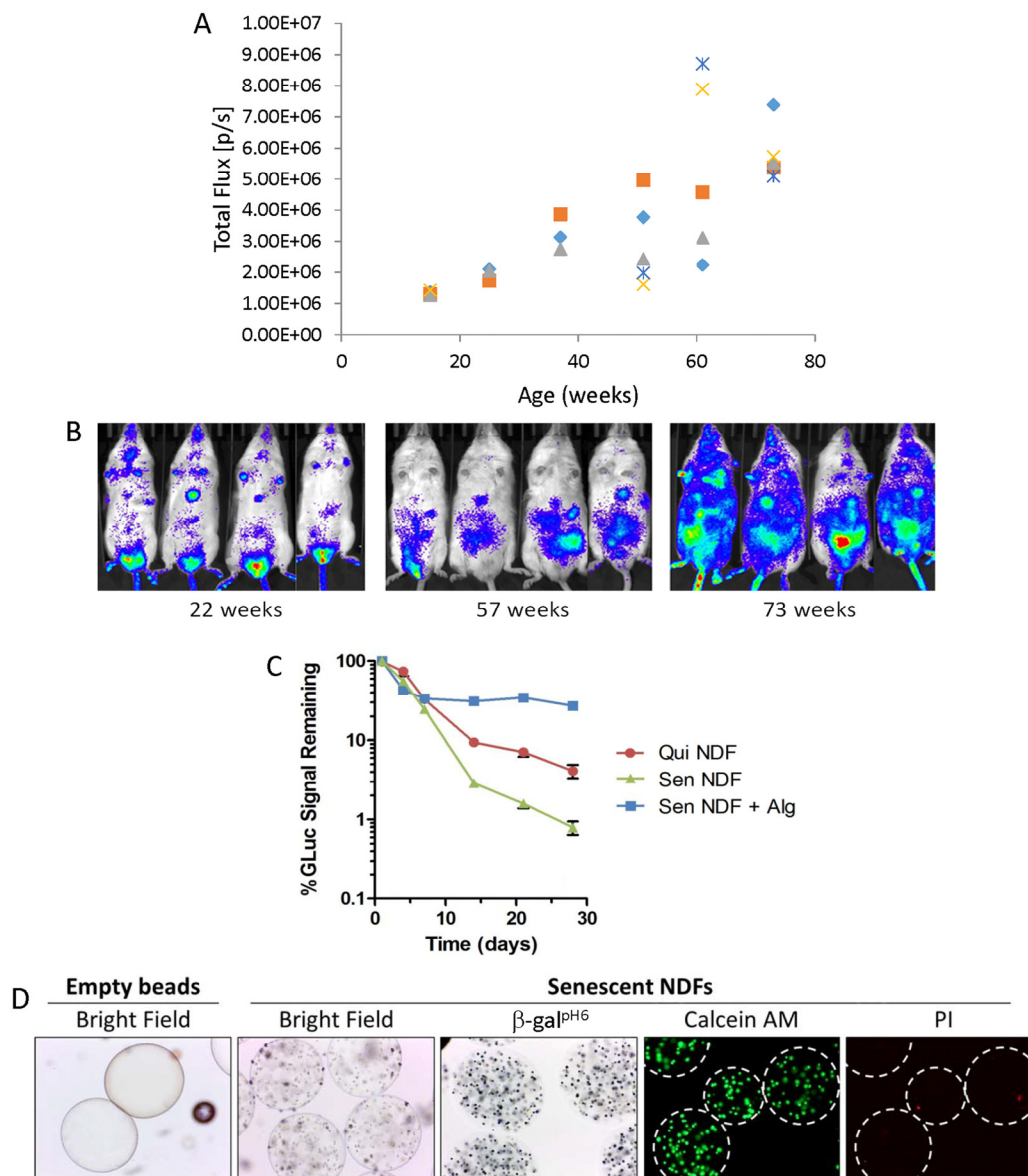 A
1.00E+07
9.00E+06
8.00E+06
7.00E+06
6.00E+06
5.00E+06
4.00E+06
3.00E+06
2.00E+06
1.00E+06
0.00E+00
Total Flux [p/s]
0 20 40 60 80
Age (weeks)
B
22 weeks 57 weeks 73 weeks
C
100
10
1
0.1
%GLuc Signal Remaining
Qui NDF
Sen NDF
Sen NDF + Alg
0 10 20 30
Time (days)
D
Empty beads Senescent NDFs
Bright Field Bright Field β-gal^pH6 Calcein AM PI